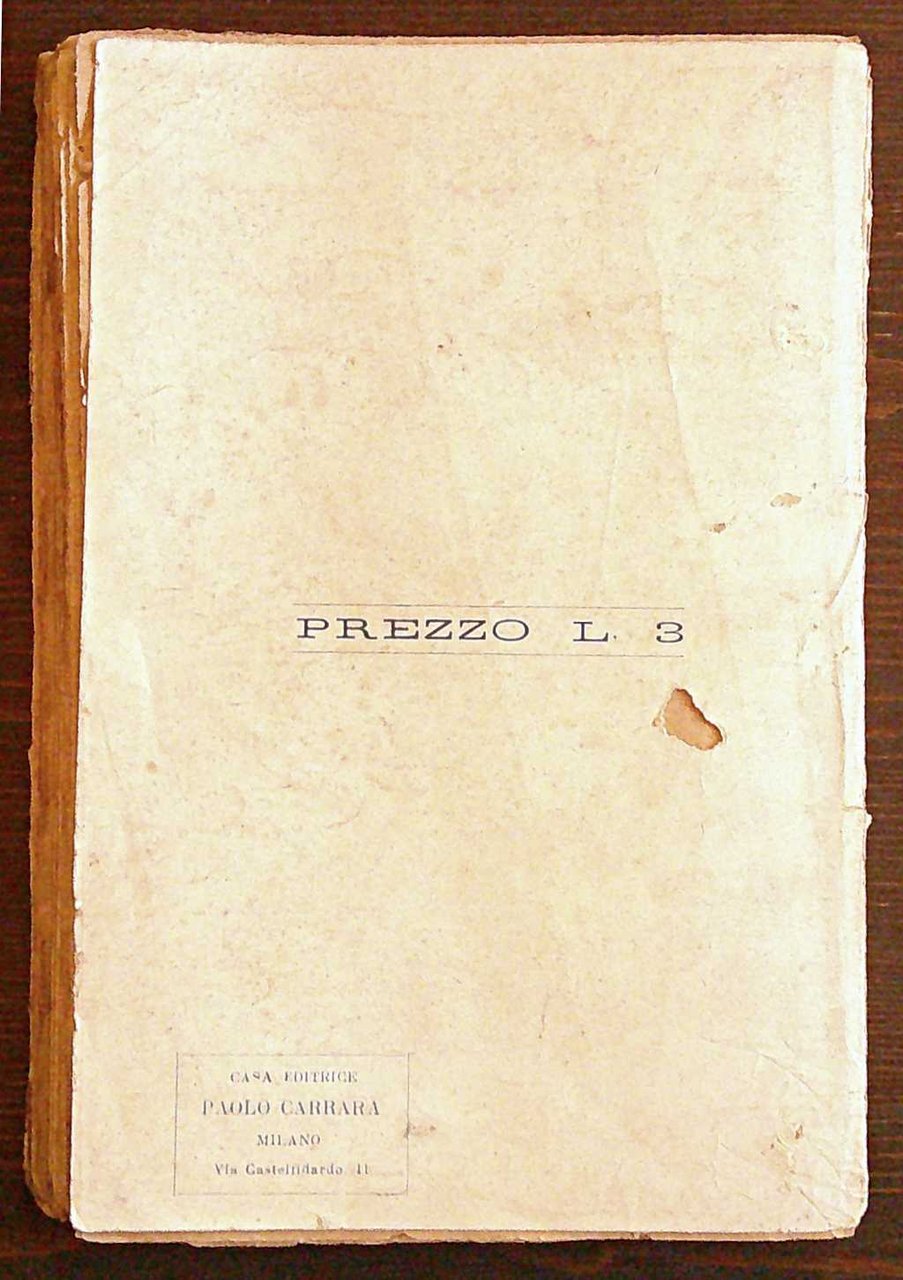 PREZZO L. 3
CASA EDITRICE
PAOLO CARRARA
MILANO
Via Castelfidardo, 11